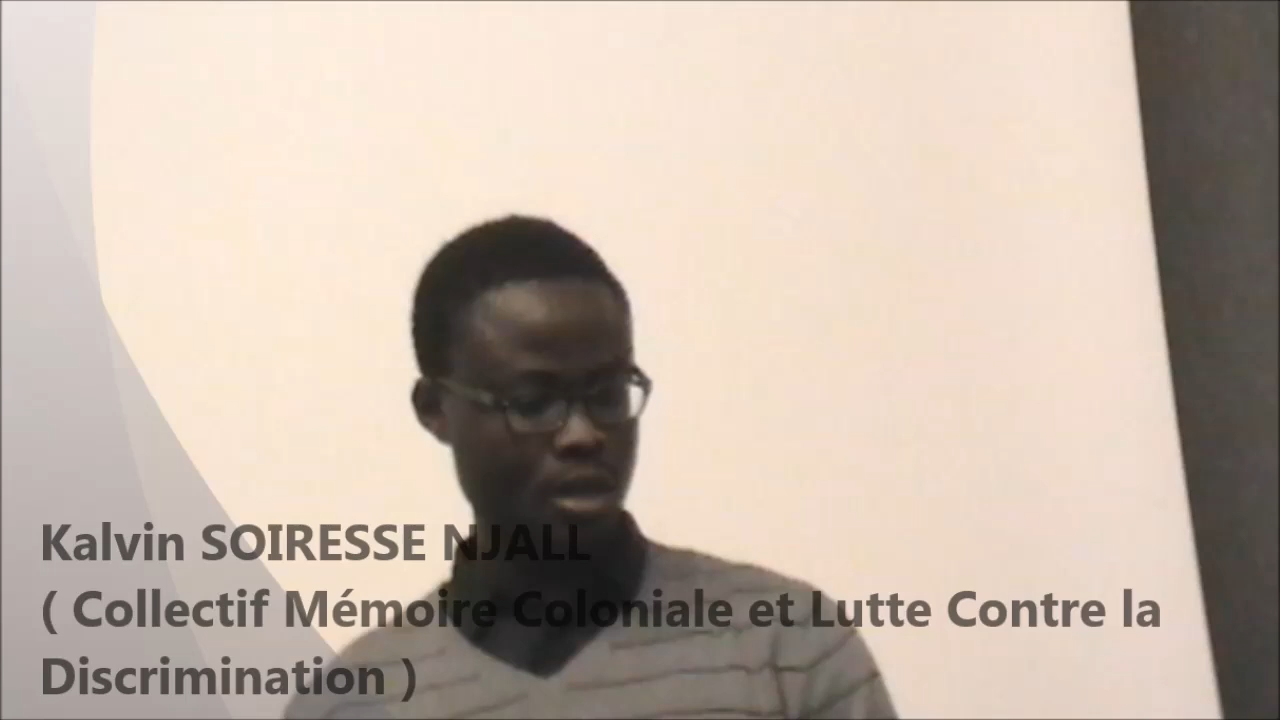 Kalvin SOIRESSE NJALL
( Collectif Mémoire Coloniale et Lutte Contre la
Discrimination )